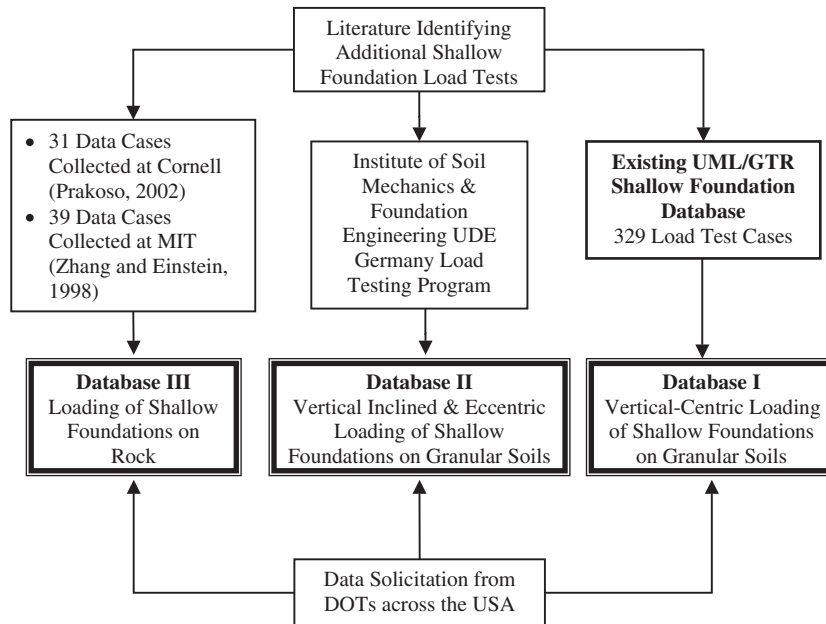 Literature Identifying
Additional Shallow
Foundation Load Tests
• 31 Data Cases
Collected at Cornell
(Prakoso, 2002)
• 39 Data Cases
Collected at MIT
(Zhang and Einstein,
1998)
Institute of Soil
Mechanics &
Foundation
Engineering UDE
Germany Load
Testing Program
Existing UML/GTR
Shallow Foundation
Database
329 Load Test Cases
Database III
Loading of Shallow
Foundations on
Rock
Database II
Vertical Inclined & Eccentric
Loading of Shallow
Foundations on Granular Soils
Database I
Vertical-Centric Loading
of Shallow Foundations
on Granular Soils
Data Solicitation from
DOTs across the USA